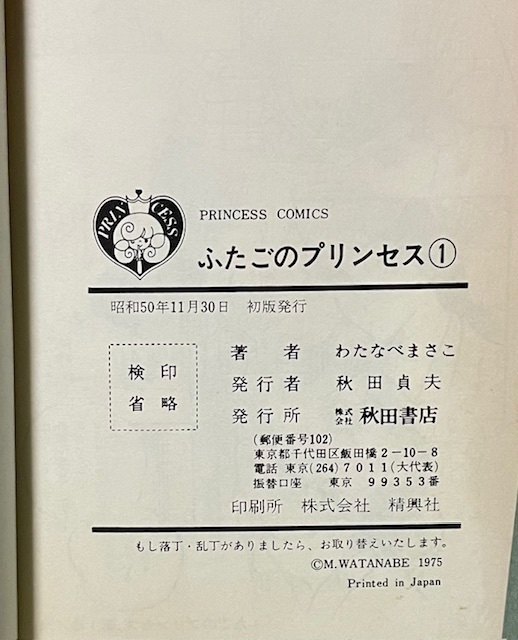 PRINCESS
PRINCESS COMICS
ふたごのプリンセス①
昭和50年11月30日 初版発行
検印
省略
著者 わたなべまさこ
発行者 秋田貞夫
発行所 株式会社 秋田書店
(郵便番号102)
東京都千代田区飯田橋2-10-8
電話 東京(264)7011(大代表)
振替口座 東京 99353番
印刷所 株式会社 精興社
もし落丁・乱丁がありましたら、お取り替えいたします。
©M.WATANABE 1975
Printed in Japan